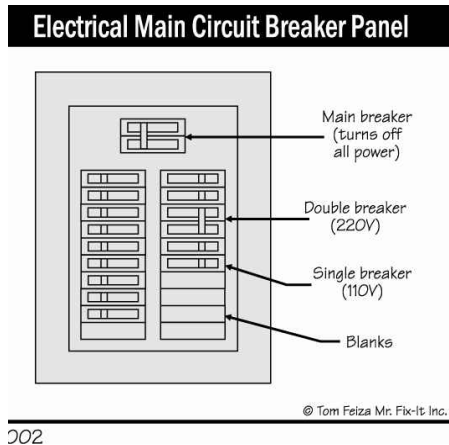 Electrical Main Circuit Breaker Panel
Main breaker
(turns off
all power)
Double breaker
(220V)
Single breaker
(110V)
Blanks
© Tom Feiza Mr. Fix-It Inc.
002